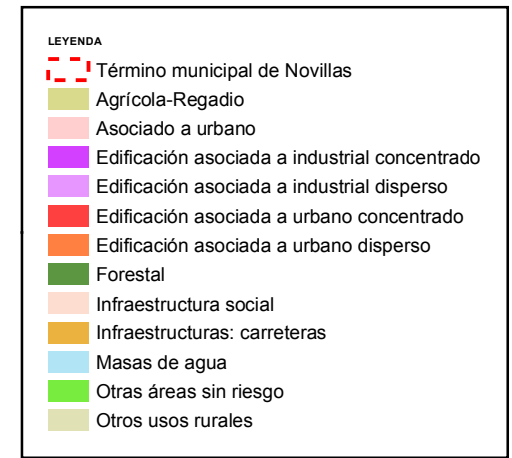 LEYENDA
Término municipal de Novillas
Agrícola-Regadio
Asociado a urbano
Edificación asociada a industrial concentrado
Edificación asociada a industrial disperso
Edificación asociada a urbano concentrado
Edificación asociada a urbano disperso
Forestal
Infraestructura social
Infraestructuras: carreteras
Masas de agua
Otras áreas sin riesgo
Otros usos rurales